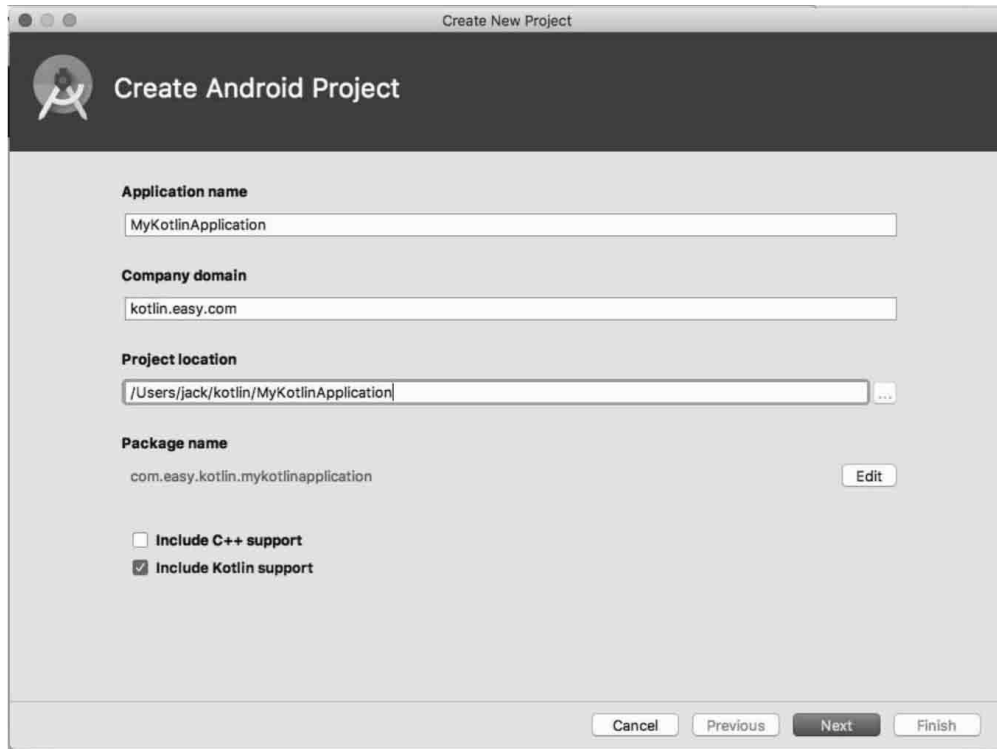 Create New Project
Create Android Project
Application name
MyKotlinApplication
Company domain
kotlin.easy.com
Project location
/Users/jack/kotlin/MyKotlinApplication
...
Package name
com.easy.kotlin.mykotlinapplication
Edit
Include C++ support
Include Kotlin support
Cancel
Previous
Next
Finish